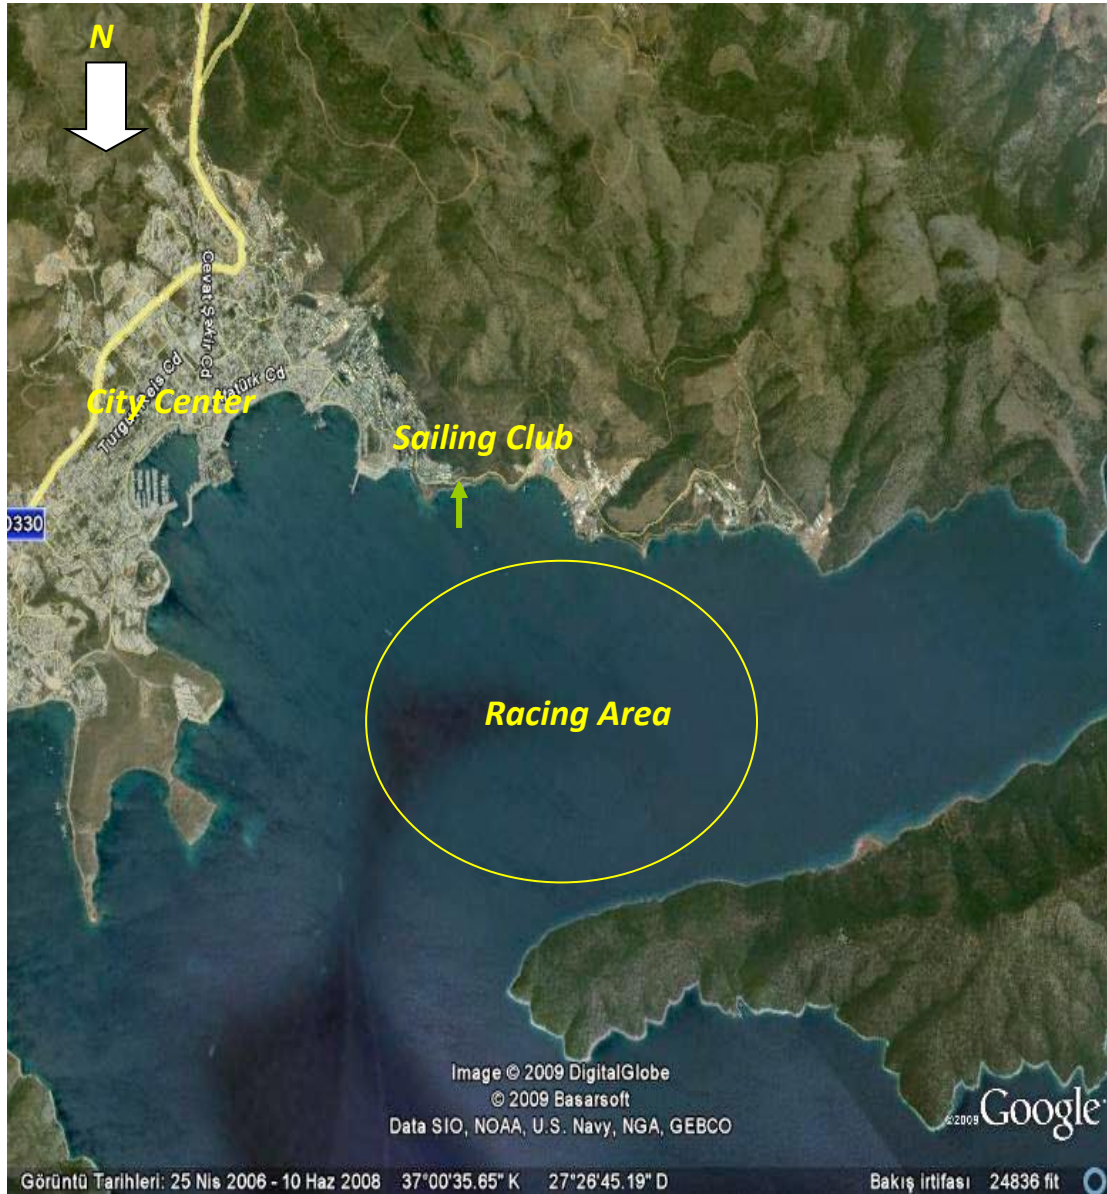 N
Cevat Şakir Cd
Turgutreis Cd
City Center
Sailing Club
D330
Racing Area
Image © 2009 DigitalGlobe
© 2009 Basarsoft
Data SIO, NOAA, U.S. Navy, NGA, GEBCO
©2009 Google
Görüntü Tarihleri: 25 Nis 2006 - 10 Haz 2008 37°00'35.65" K 27°26'45.19" D Bakış irtifası 24836 fit